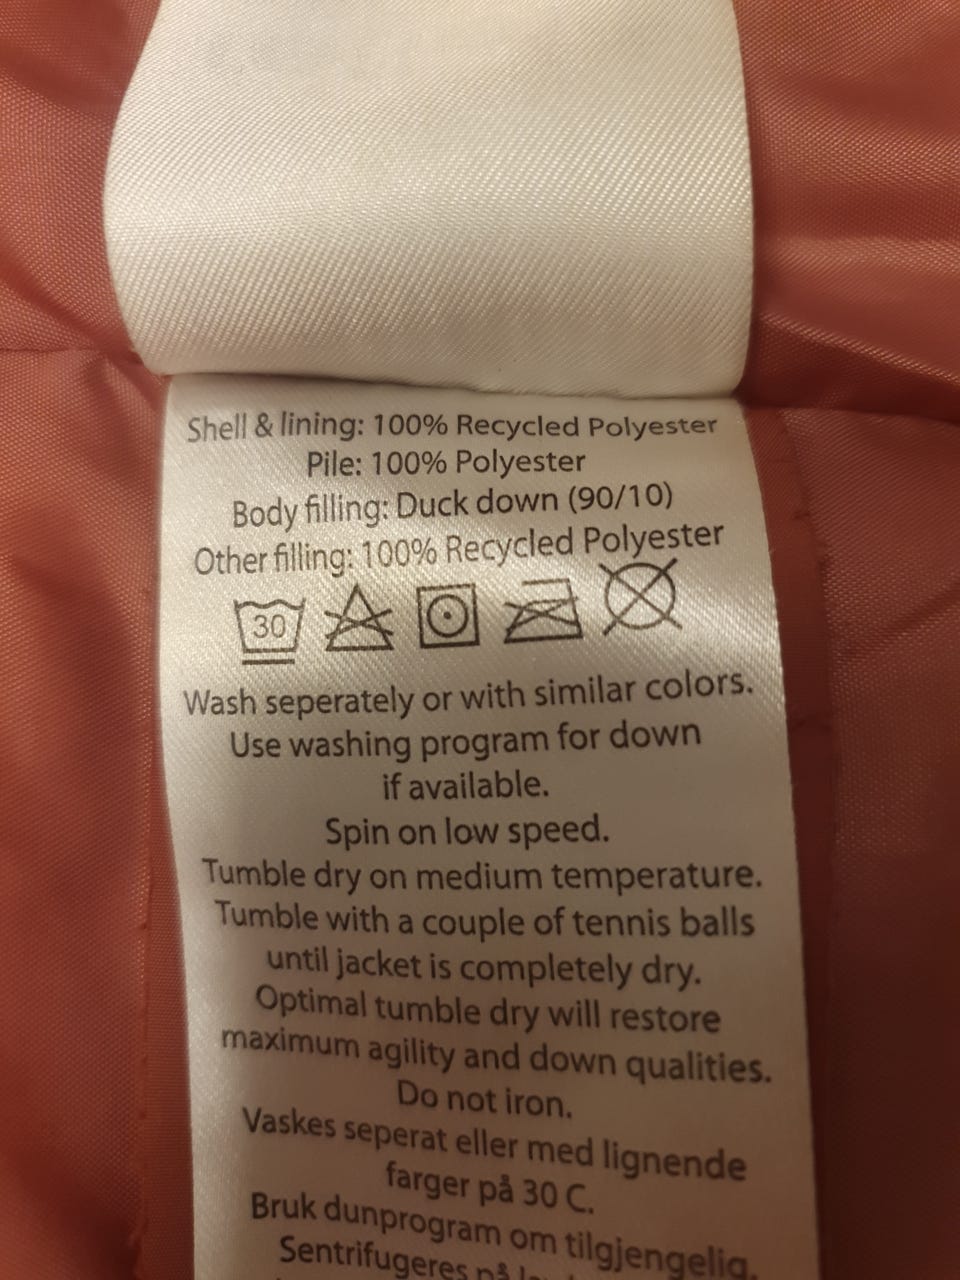 Shell & lining: 100% Recycled Polyester
Pile: 100% Polyester
Body filling: Duck down (90/10)
Other filling: 100% Recycled Polyester
30
Wash seperately or with similar colors.
Use washing program for down
if available.
Spin on low speed.
Tumble dry on medium temperature.
Tumble with a couple of tennis balls
until jacket is completely dry.
Optimal tumble dry will restore
maximum agility and down qualities.
Do not iron.
Vaskes seperat eller med lignende
farger på 30 C.
Bruk dunprogram om tilgjengelig.
Sentrifugeres på